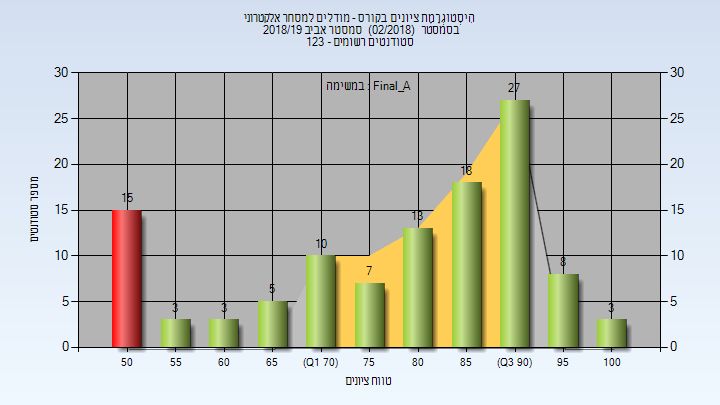 היסטוגרמת ציונים בקורס - מודלים למסחר אלקטרוני
בסמסטר (02/2018) סמסטר אביב 2018/19
סטודנטים רשומים - 123
במשימה : Final_A
מספר סטודנטים
30 30
25 25
20 20
15 15
10 10
5 5
0 0
15 3 3 5 10 7 13 18 27 8 3
50 55 60 65 (Q1 70) 75 80 85 (Q3 90) 95 100
טווח ציונים